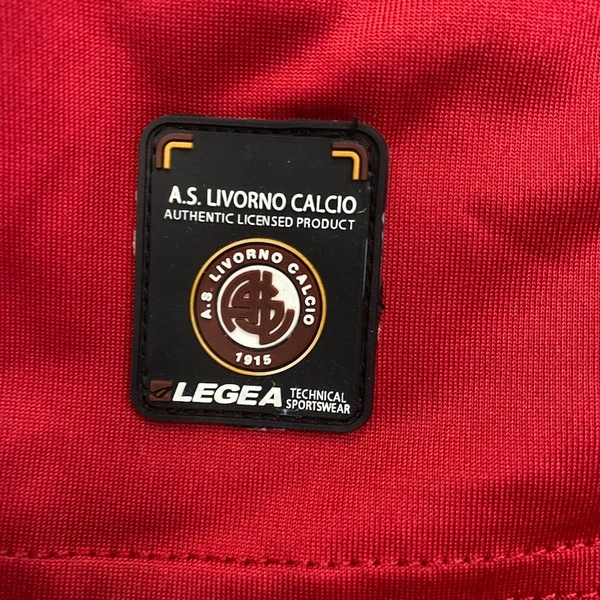 A.S. LIVORNO CALCIO
AUTHENTIC LICENSED PRODUCT
A.S. LIVORNO CALCIO
1915
LEGEA TECHNICAL
SPORTSWEAR